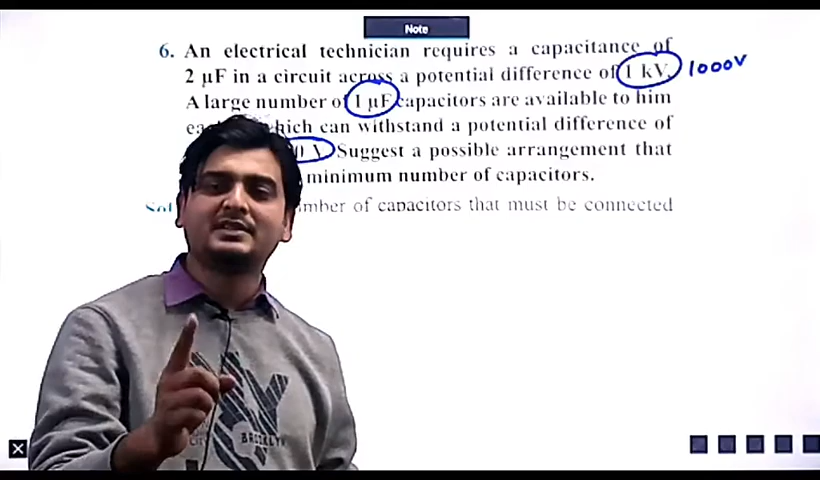 Note
6. An electrical technician requires a capacitance of
2 µF in a circuit across a potential difference of 1 kV. 1000V
A large number of 1 µF capacitors are available to him
which can withstand a potential difference of
0 V. Suggest a possible arrangement that
minimum number of capacitors.
of capacitors that must be connected
BROOKLYN